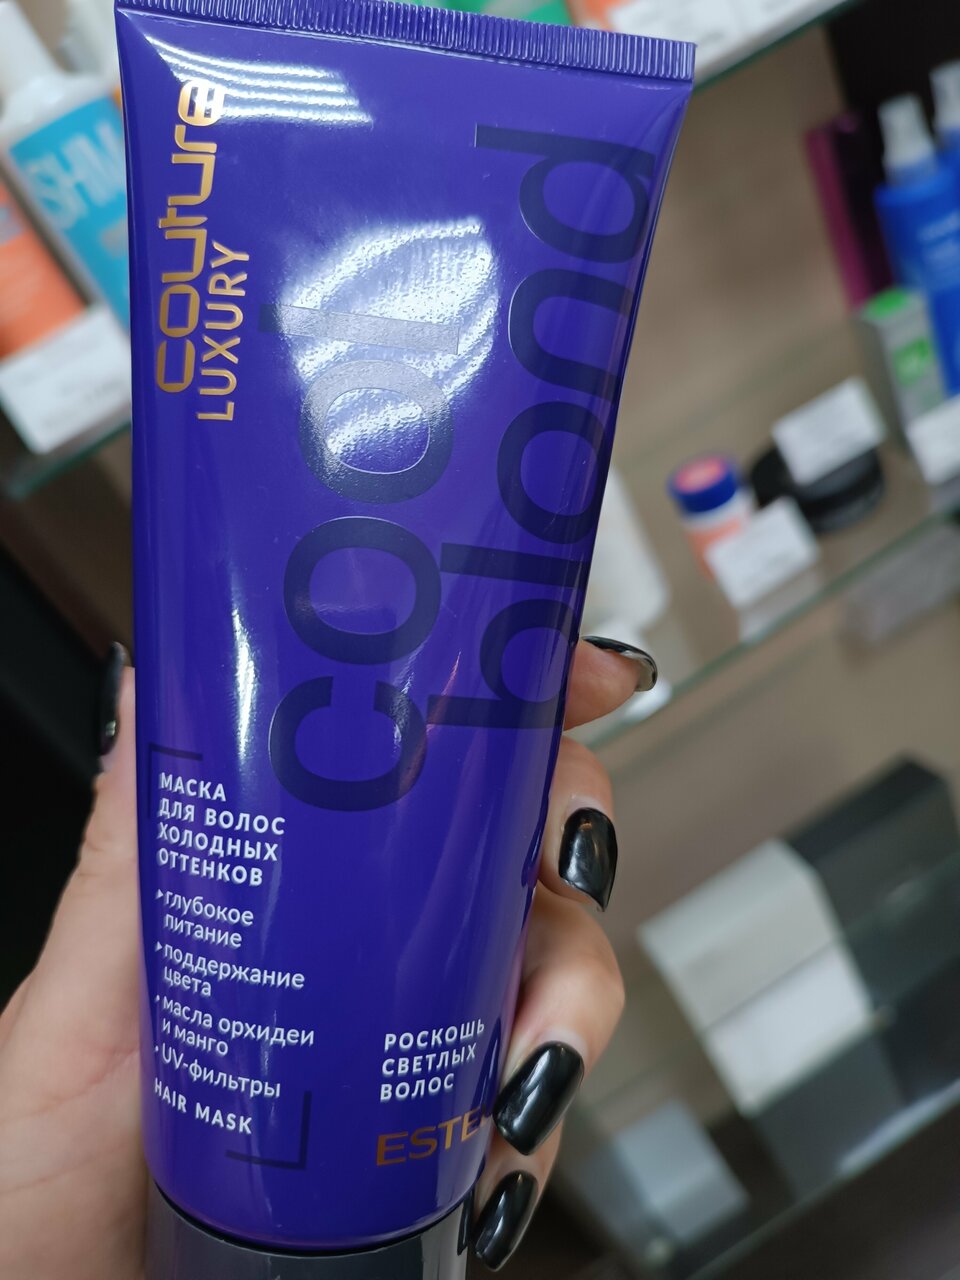 couture
LUXURY
cool
blond
МАСКА
ДЛЯ ВОЛОС
ХОЛОДНЫХ
ОТТЕНКОВ
глубокое
питание
поддержание
цвета
масла орхидеи
и манго
UV-фильтры
HAIR MASK
РОСКОШЬ
СВЕТЛЫХ
ВОЛОС
ESTEL